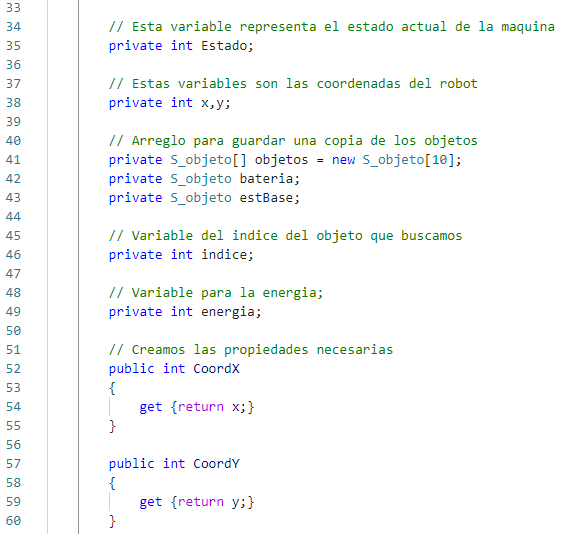 33
34 // Esta variable representa el estado actual de la maquina
35 private int Estado;
36
37 // Estas variables son las coordenadas del robot
38 private int x,y;
39
40 // Arreglo para guardar una copia de los objetos
41 private S_objeto[] objetos = new S_objeto[10];
42 private S_objeto bateria;
43 private S_objeto estBase;
44
45 // Variable del indice del objeto que buscamos
46 private int indice;
47
48 // Variable para la energia;
49 private int energia;
50
51 // Creamos las propiedades necesarias
52 public int CoordX
53 {
54 get {return x;}
55 }
56
57 public int CoordY
58 {
59 get {return y;}
60 }